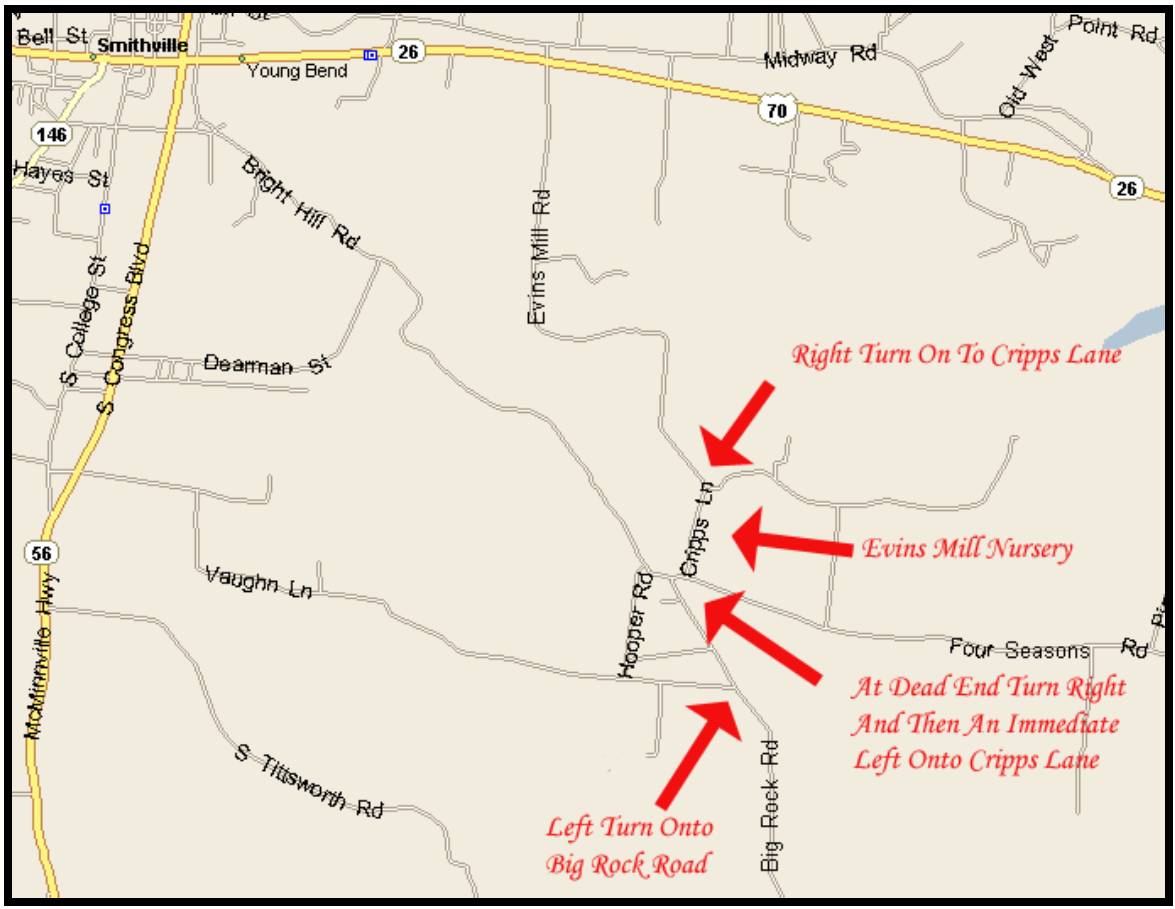 Bell St
Smithville
Young Bend
26
Midway Rd
Point Rd
Old West
70
26
146
Hayes St
Bright Hill Rd
Evins Mill Rd
S College St
S Congress Blvd
Dearman St
Right Turn On To Cripps Lane
Cripps Ln
Evins Mill Nursery
56
McMinnville Hwy
Vaughn Ln
Hooper Rd
Four Seasons Rd
At Dead End Turn Right
And Then An Immediate
Left Onto Cripps Lane
S Tittsworth Rd
Big Rock Rd
Left Turn Onto
Big Rock Road